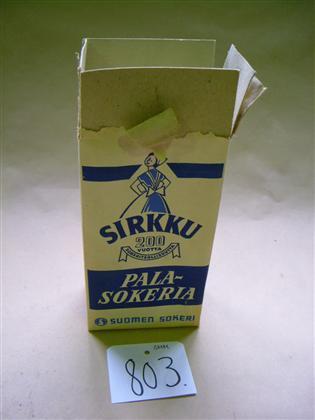 SIRKKU
200
VUOTTA
PALA-
SOKERIA
SUOMEN SOKERI
803.